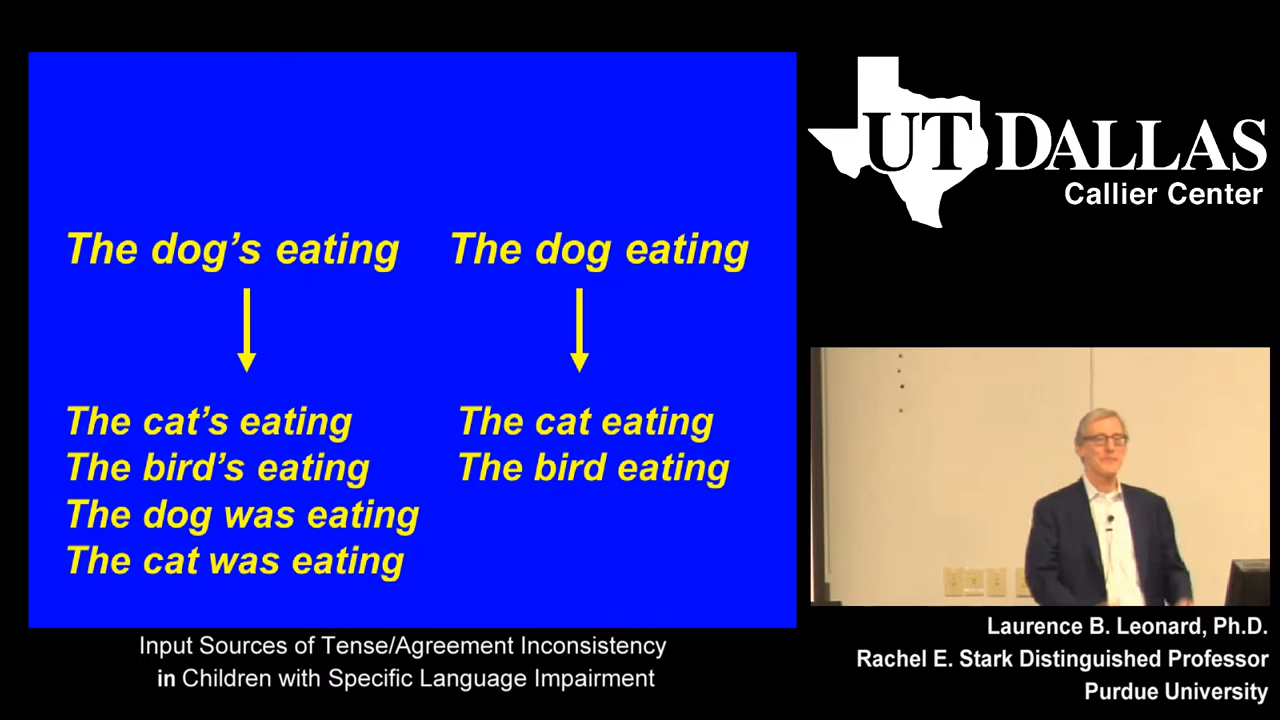 The dog’s eating The dog eating
The cat’s eating The cat eating
The bird’s eating The bird eating
The dog was eating
The cat was eating
Input Sources of Tense/Agreement Inconsistency
in Children with Specific Language Impairment
UT DALLAS
Callier Center
Laurence B. Leonard, Ph.D.
Rachel E. Stark Distinguished Professor
Purdue University